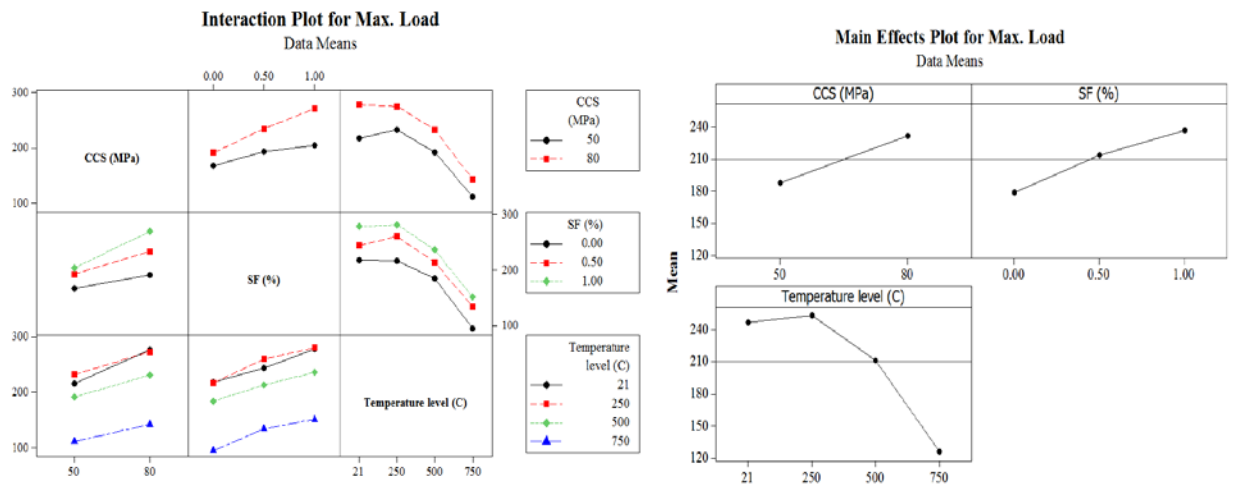 Interaction Plot for Max. Load
Data Means
0.00 0.50 1.00
300
200
100
CCS (MPa)
CCS
(MPa)
50
80
SF (%)
300
200
100
SF (%)
0.00
0.50
1.00
300
200
100
Temperature level (C)
Temperature
level (C)
21
250
500
750
50 80
21 250 500 750
Main Effects Plot for Max. Load
Data Means
CCS (MPa) SF (%)
240
210
180
150
120
50 80 0.00 0.50 1.00
Mean
Temperature level (C)
240
210
180
150
120
21 250 500 750